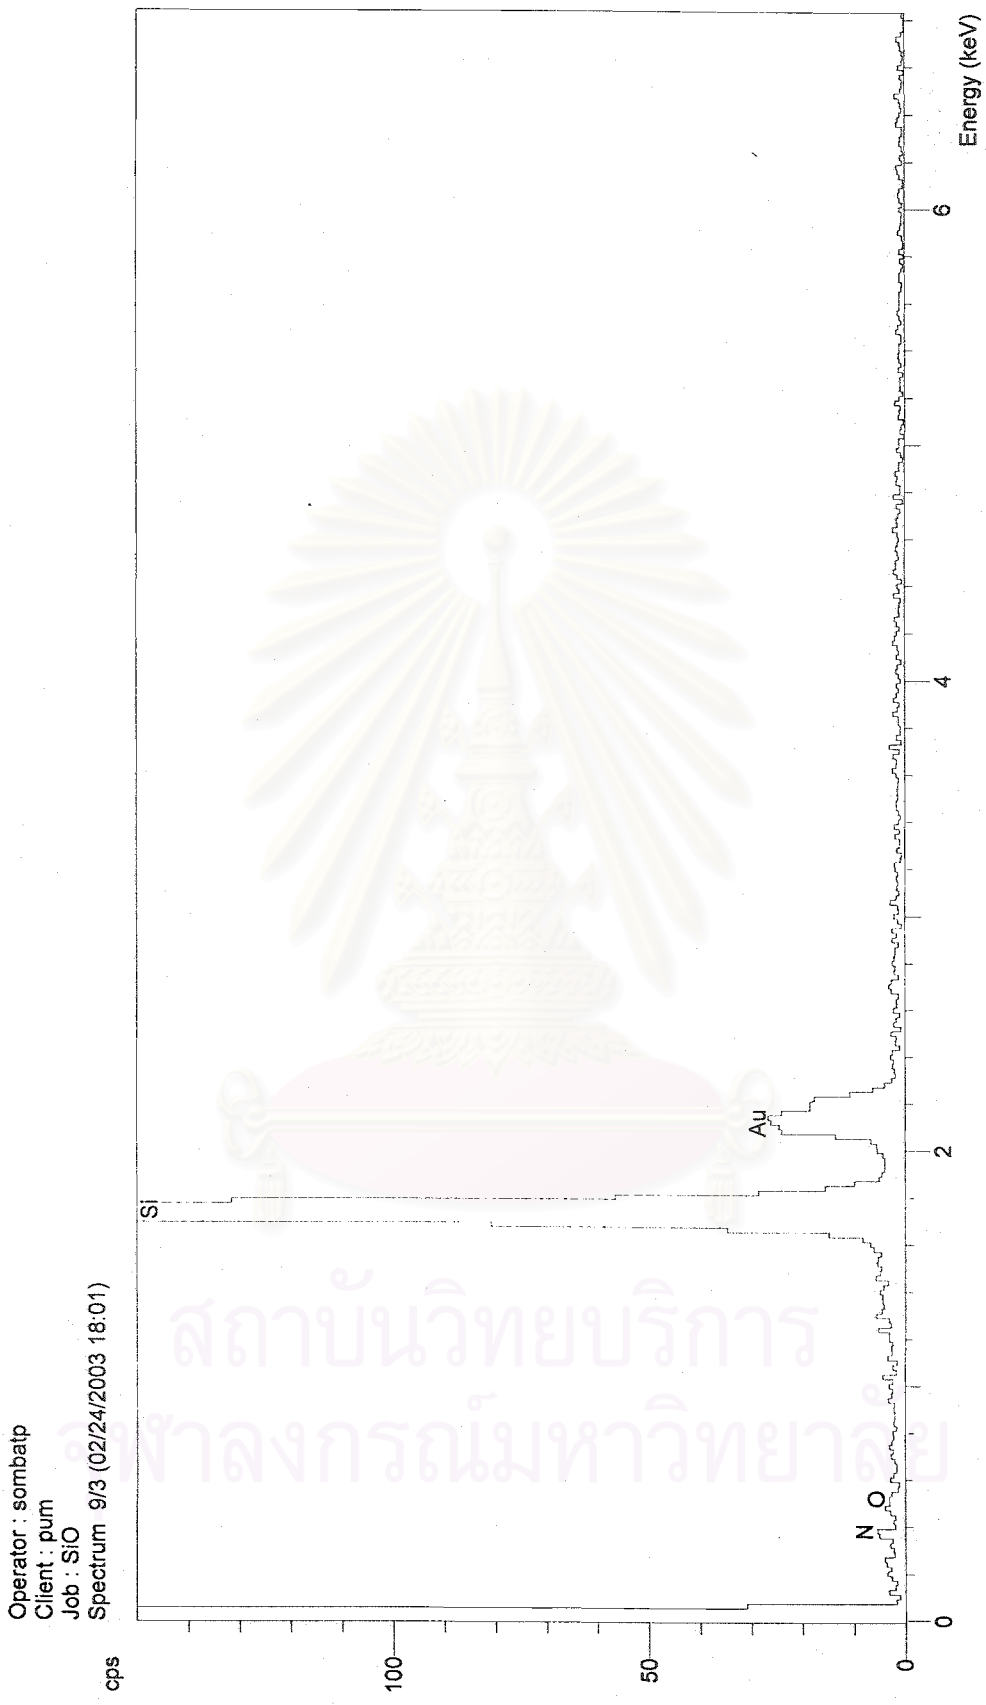 Operator : sombatp
Client : pum
Job : SiO
Spectrum 9/3 (02/24/2003 18:01)
cps
Si
Au
N
O
100
50
0
0
2
4
6
Energy (keV)
สถาบันวิทยบริการ
จุฬาลงกรณ์มหาวิทยาลัย